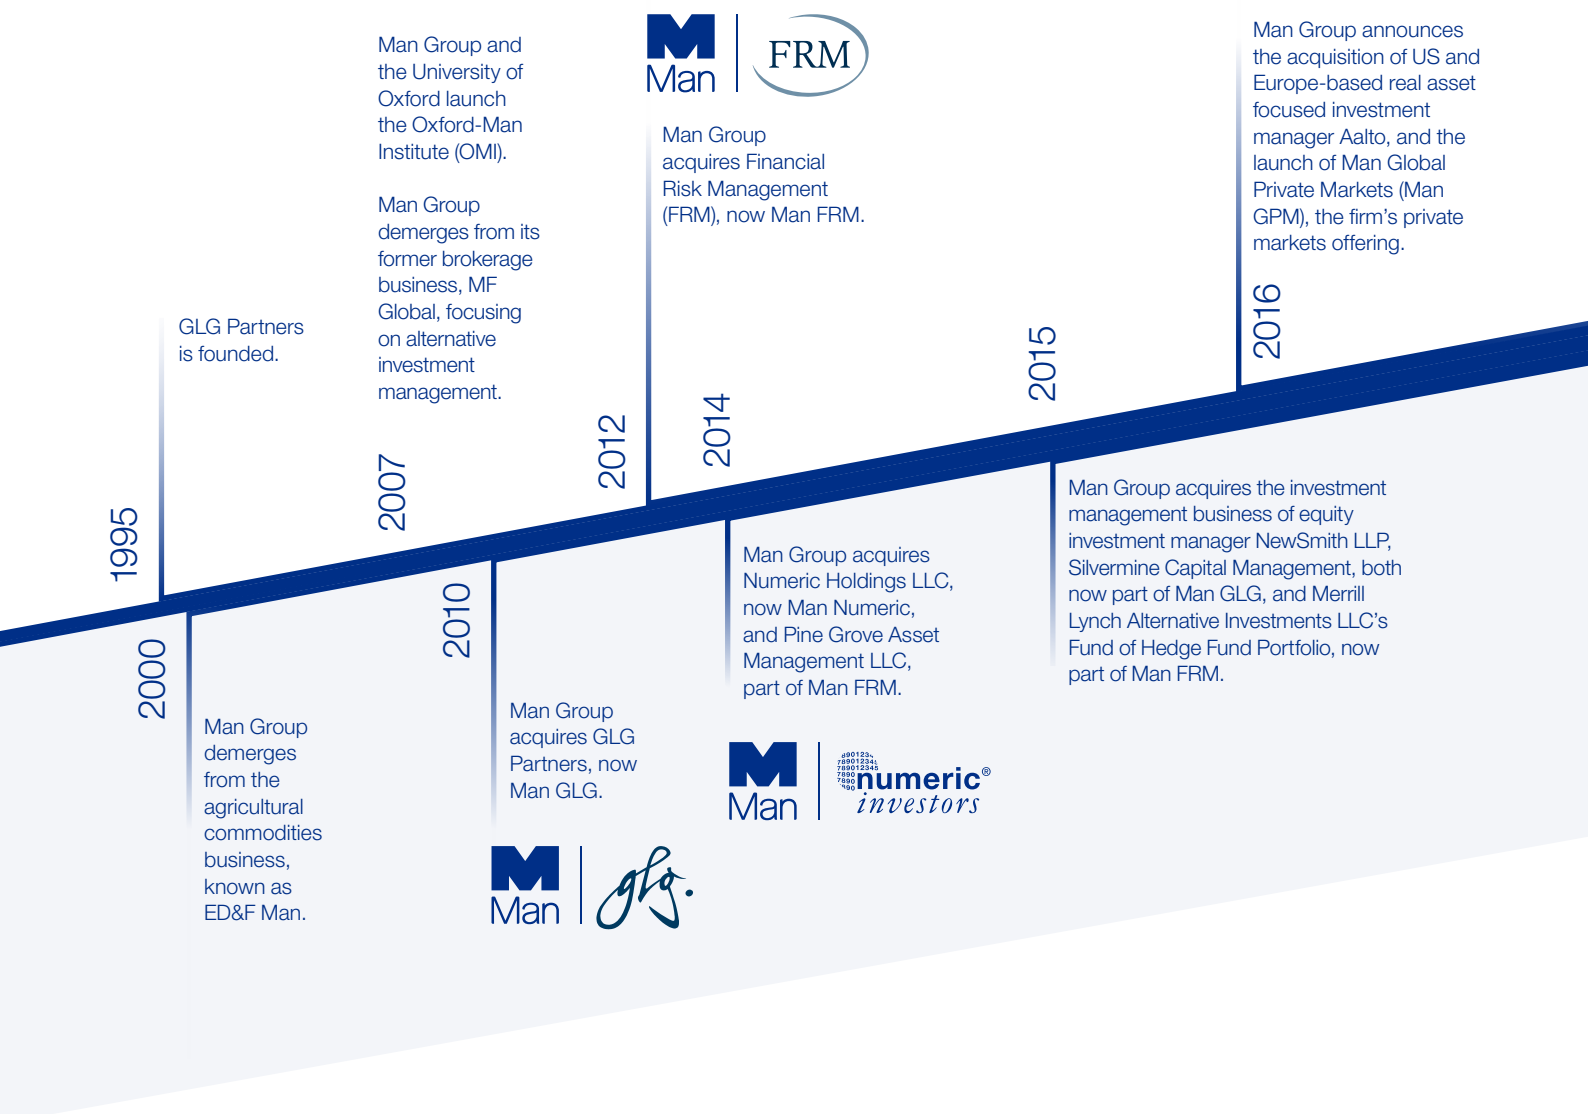 1995
GLG Partners
is founded.
2000
Man Group
demerges
from the
agricultural
commodities
business,
known as
ED&F Man.
2007
Man Group and
the University of
Oxford launch
the Oxford-Man
Institute (OMI).
Man Group
demerges from its
former brokerage
business, MF
Global, focusing
on alternative
investment
management.
2010
Man Group
acquires GLG
Partners, now
Man GLG.
Man
glg.
2012
Man
FRM
Man Group
acquires Financial
Risk Management
(FRM), now Man FRM.
2014
Man Group acquires
Numeric Holdings LLC,
now Man Numeric,
and Pine Grove Asset
Management LLC,
part of Man FRM.
Man
numeric®
investors
2015
Man Group acquires the investment
management business of equity
investment manager NewSmith LLP,
Silvermine Capital Management, both
now part of Man GLG, and Merrill
Lynch Alternative Investments LLC’s
Fund of Hedge Fund Portfolio, now
part of Man FRM.
2016
Man Group announces
the acquisition of US and
Europe-based real asset
focused investment
manager Aalto, and the
launch of Man Global
Private Markets (Man
GPM), the firm’s private
markets offering.